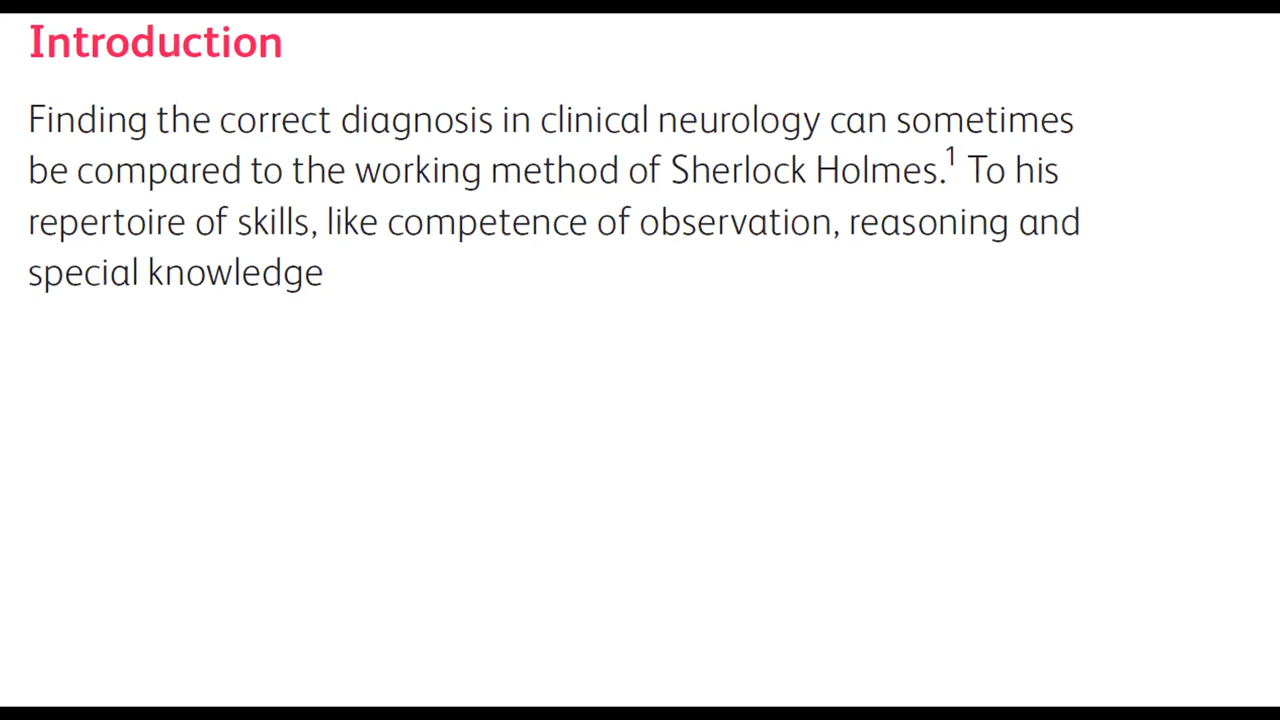 Introduction
Finding the correct diagnosis in clinical neurology can sometimes
be compared to the working method of Sherlock Holmes.¹ To his
repertoire of skills, like competence of observation, reasoning and
special knowledge